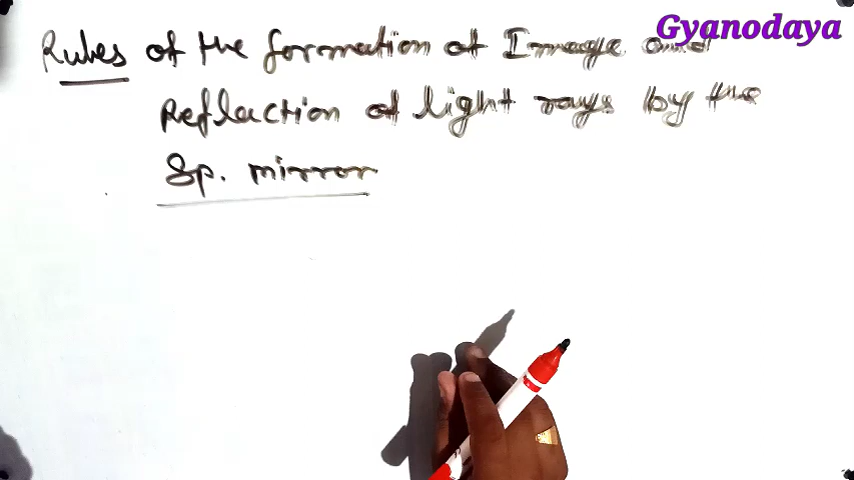 Gyanodaya
Rules of the formation of Image and
Reflection of light rays by the
Sp. mirror